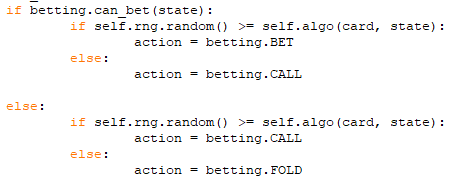 if betting.can_bet(state):
        if self.rng.random() >= self.algo(card, state):
                action = betting.BET
        else:
                action = betting.CALL

else:
        if self.rng.random() >= self.algo(card, state):
                action = betting.CALL
        else:
                action = betting.FOLD